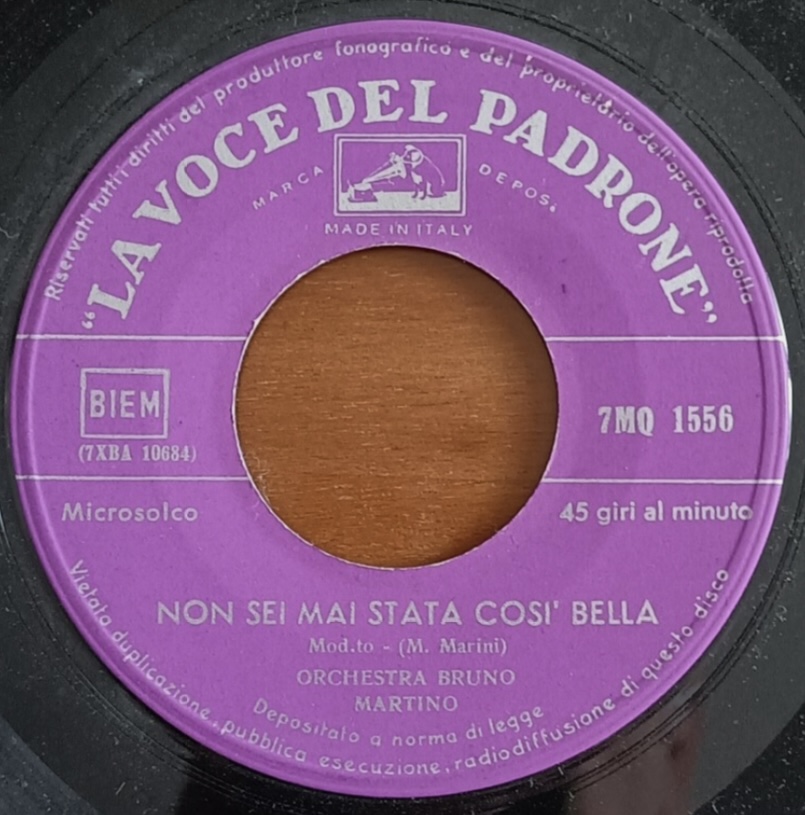 Riservati tutti i diritti del produttore fonografico e del proprietario dell'opera riprodotta
"LA VOCE DEL PADRONE"
MARCA DEPOS.
MADE IN ITALY
BIEM
(7XBA 10684)
7MQ 1556
Microsolco
45 giri al minuto
NON SEI MAI STATA COSI' BELLA
Mod.to - (M. Marini)
ORCHESTRA BRUNO
MARTINO
Depositato a norma di legge
Vietata duplicazione, pubblica esecuzione, radiodiffusione di questo disco